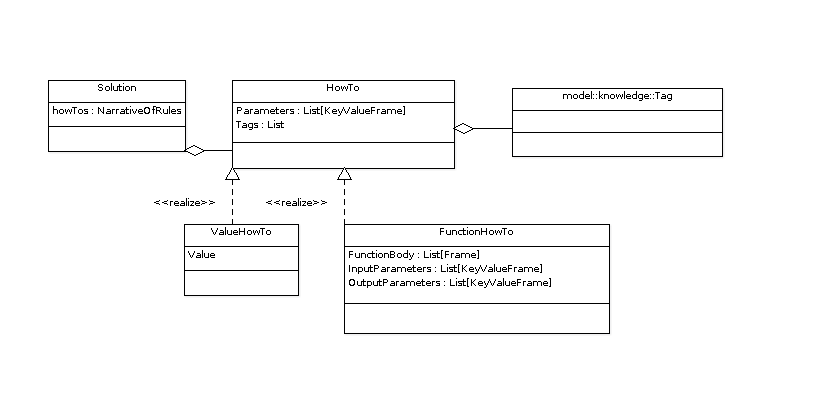 Solution
howTos : NarrativeOfRules
HowTo
Parameters : List[KeyValueFrame]
Tags : List
model::knowledge::Tag
<<realize>>
<<realize>>
ValueHowTo
Value
FunctionHowTo
FunctionBody : List[Frame]
InputParameters : List[KeyValueFrame]
OutputParameters : List[KeyValueFrame]